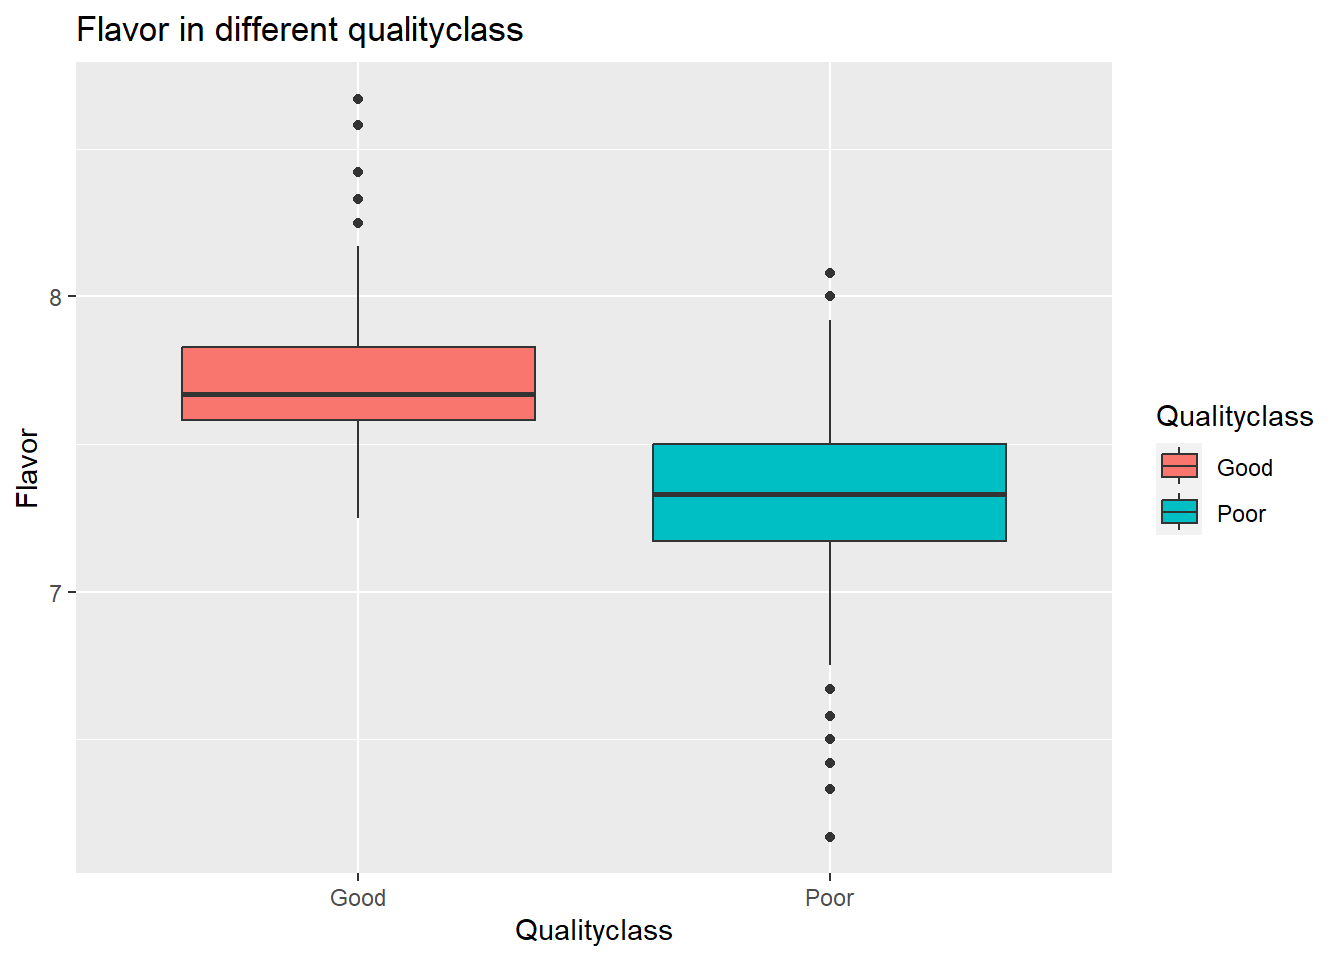 Flavor in different qualityclass
8
7
Flavor
Good
Poor
Qualityclass
Qualityclass
Good
Poor